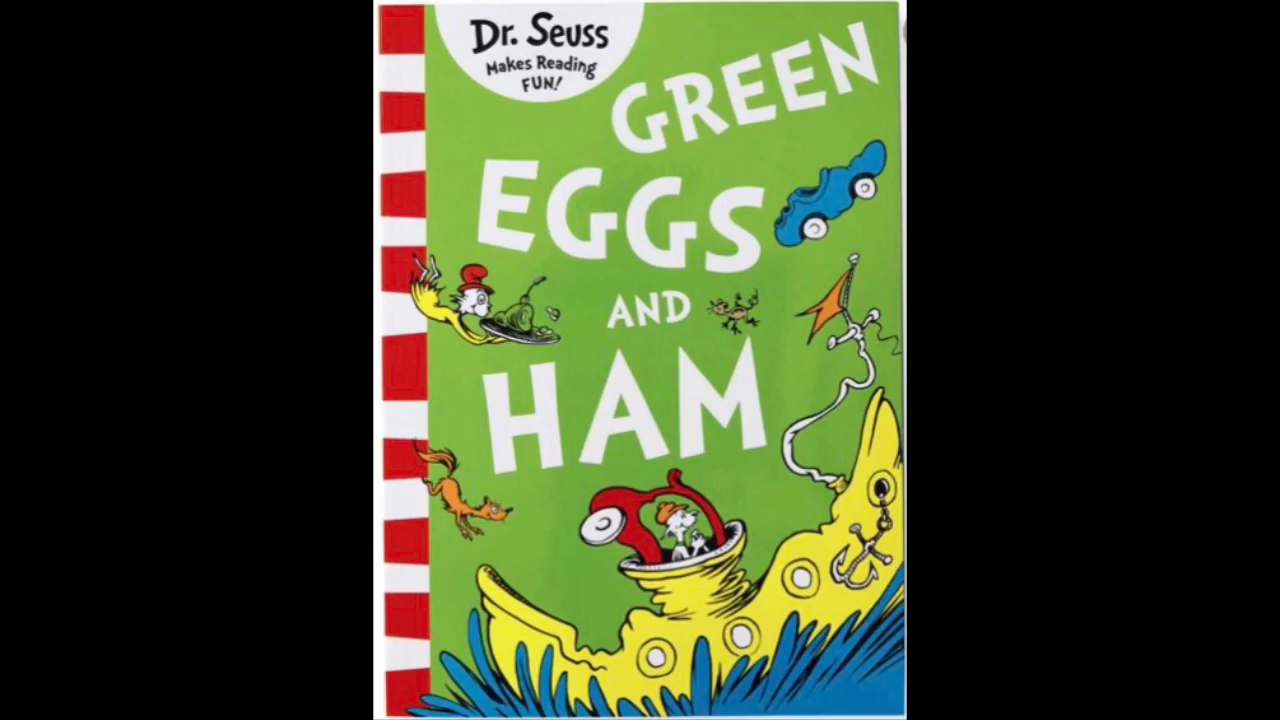 Dr. Seuss
Makes Reading
FUN!
GREEN
EGGS
AND
HAM